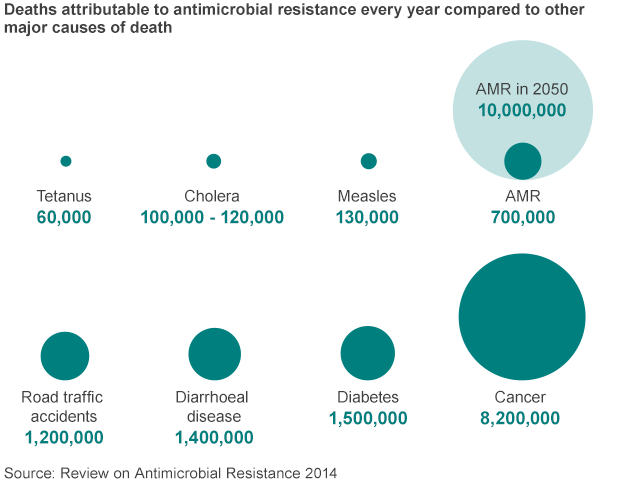 Deaths attributable to antimicrobial resistance every year compared to other
major causes of death
AMR in 2050
10,000,000
Tetanus
60,000
Cholera
100,000 - 120,000
Measles
130,000
AMR
700,000
Road traffic
accidents
1,200,000
Diarrhoeal
disease
1,400,000
Diabetes
1,500,000
Cancer
8,200,000
Source: Review on Antimicrobial Resistance 2014